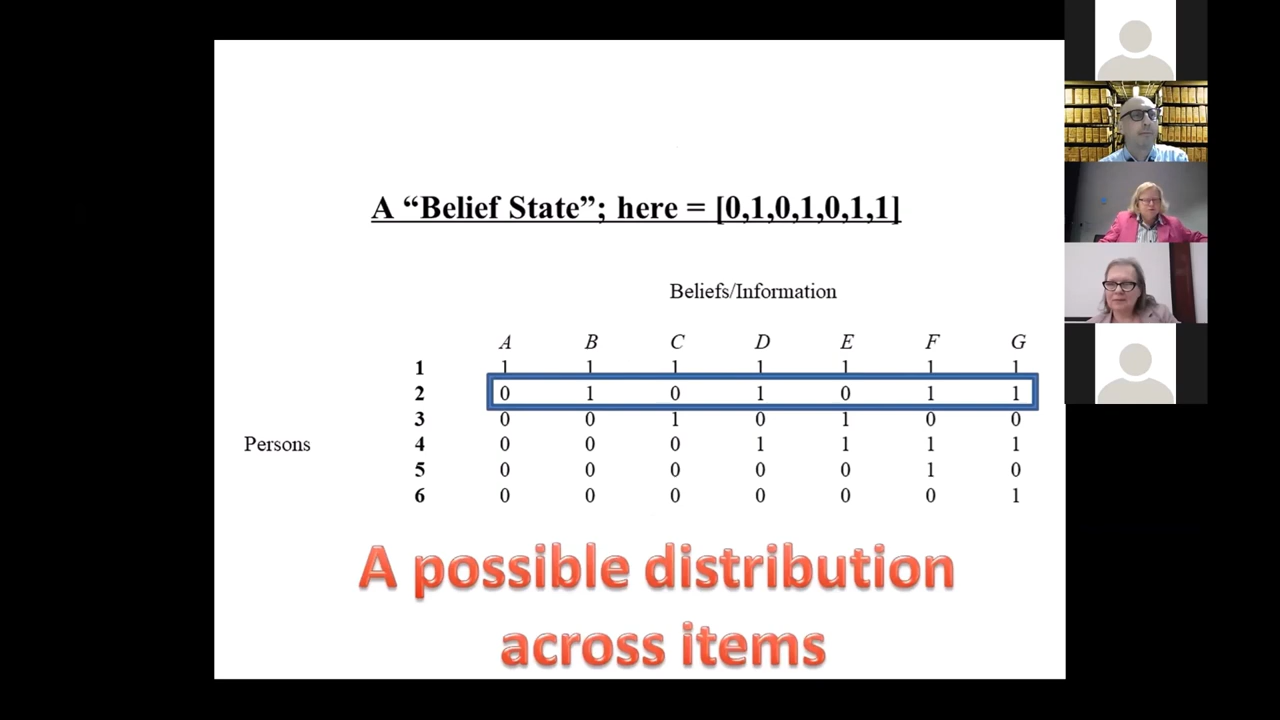 A “Belief State”; here = [0,1,0,1,0,1,1]
Beliefs/Information
A B C D E F G
1 1 1 1 1 1 1 1
2 0 1 0 1 0 1 1
3 0 0 1 0 1 0 0
Persons 4 0 0 0 1 1 1 1
5 0 0 0 0 0 1 0
6 0 0 0 0 0 0 1
A possible distribution
across items